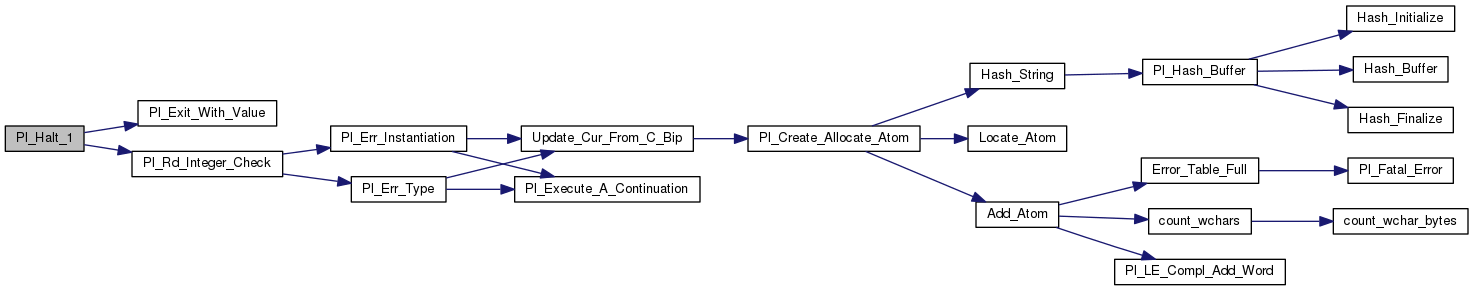 Pl_Halt_1
Pl_Exit_With_Value
Pl_Rd_Integer_Check
Pl_Err_Instantiation
Pl_Err_Type
Update_Cur_From_C_Bip
Pl_Execute_A_Continuation
Pl_Create_Allocate_Atom
Hash_String
Locate_Atom
Add_Atom
Pl_Hash_Buffer
Error_Table_Full
count_wchars
Pl_LE_Compl_Add_Word
Hash_Initialize
Hash_Buffer
Hash_Finalize
Pl_Fatal_Error
count_wchar_bytes